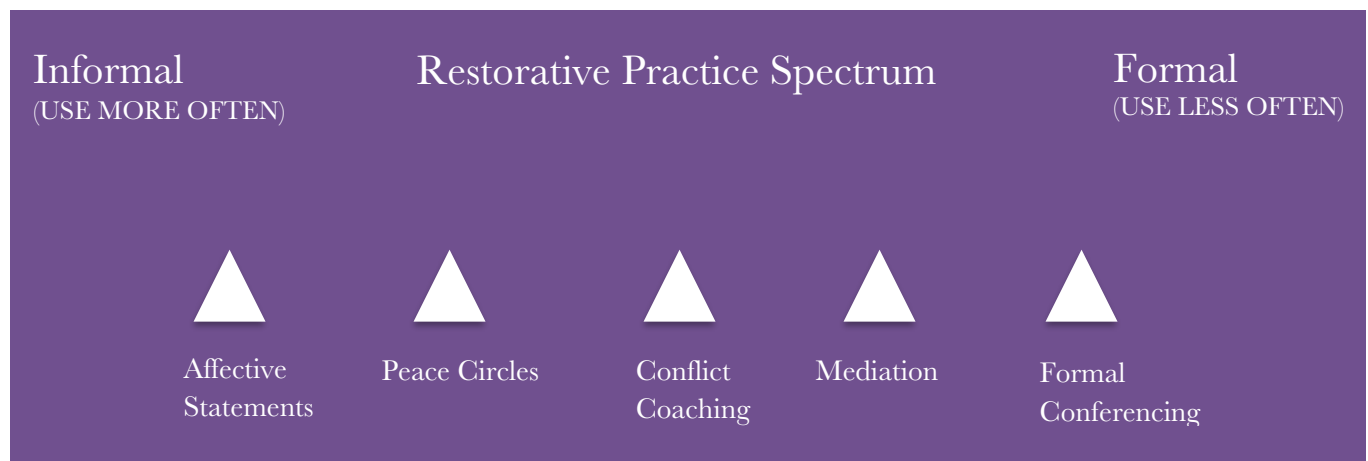 Informal
(USE MORE OFTEN)
Restorative Practice Spectrum
Formal
(USE LESS OFTEN)
Affective
Statements
Peace Circles
Conflict
Coaching
Mediation
Formal
Conferencing